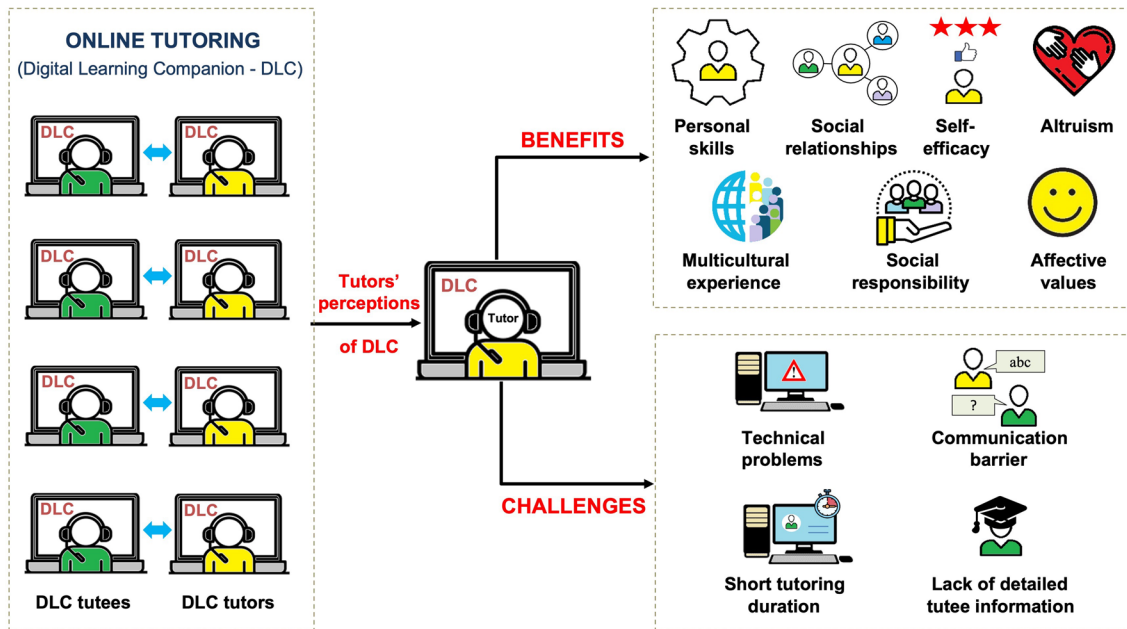 ONLINE TUTORING
(Digital Learning Companion - DLC)
DLC
DLC
DLC
DLC
DLC
DLC
DLC
DLC
DLC tutees
DLC tutors
Tutors'
perceptions
of DLC
DLC
Tutor
BENEFITS
CHALLENGES
Personal
skills
Social
relationships
Self-
efficacy
Altruism
Multicultural
experience
Social
responsibility
Affective
values
Technical
problems
abc
?
Communication
barrier
Short tutoring
duration
Lack of detailed
tutee information